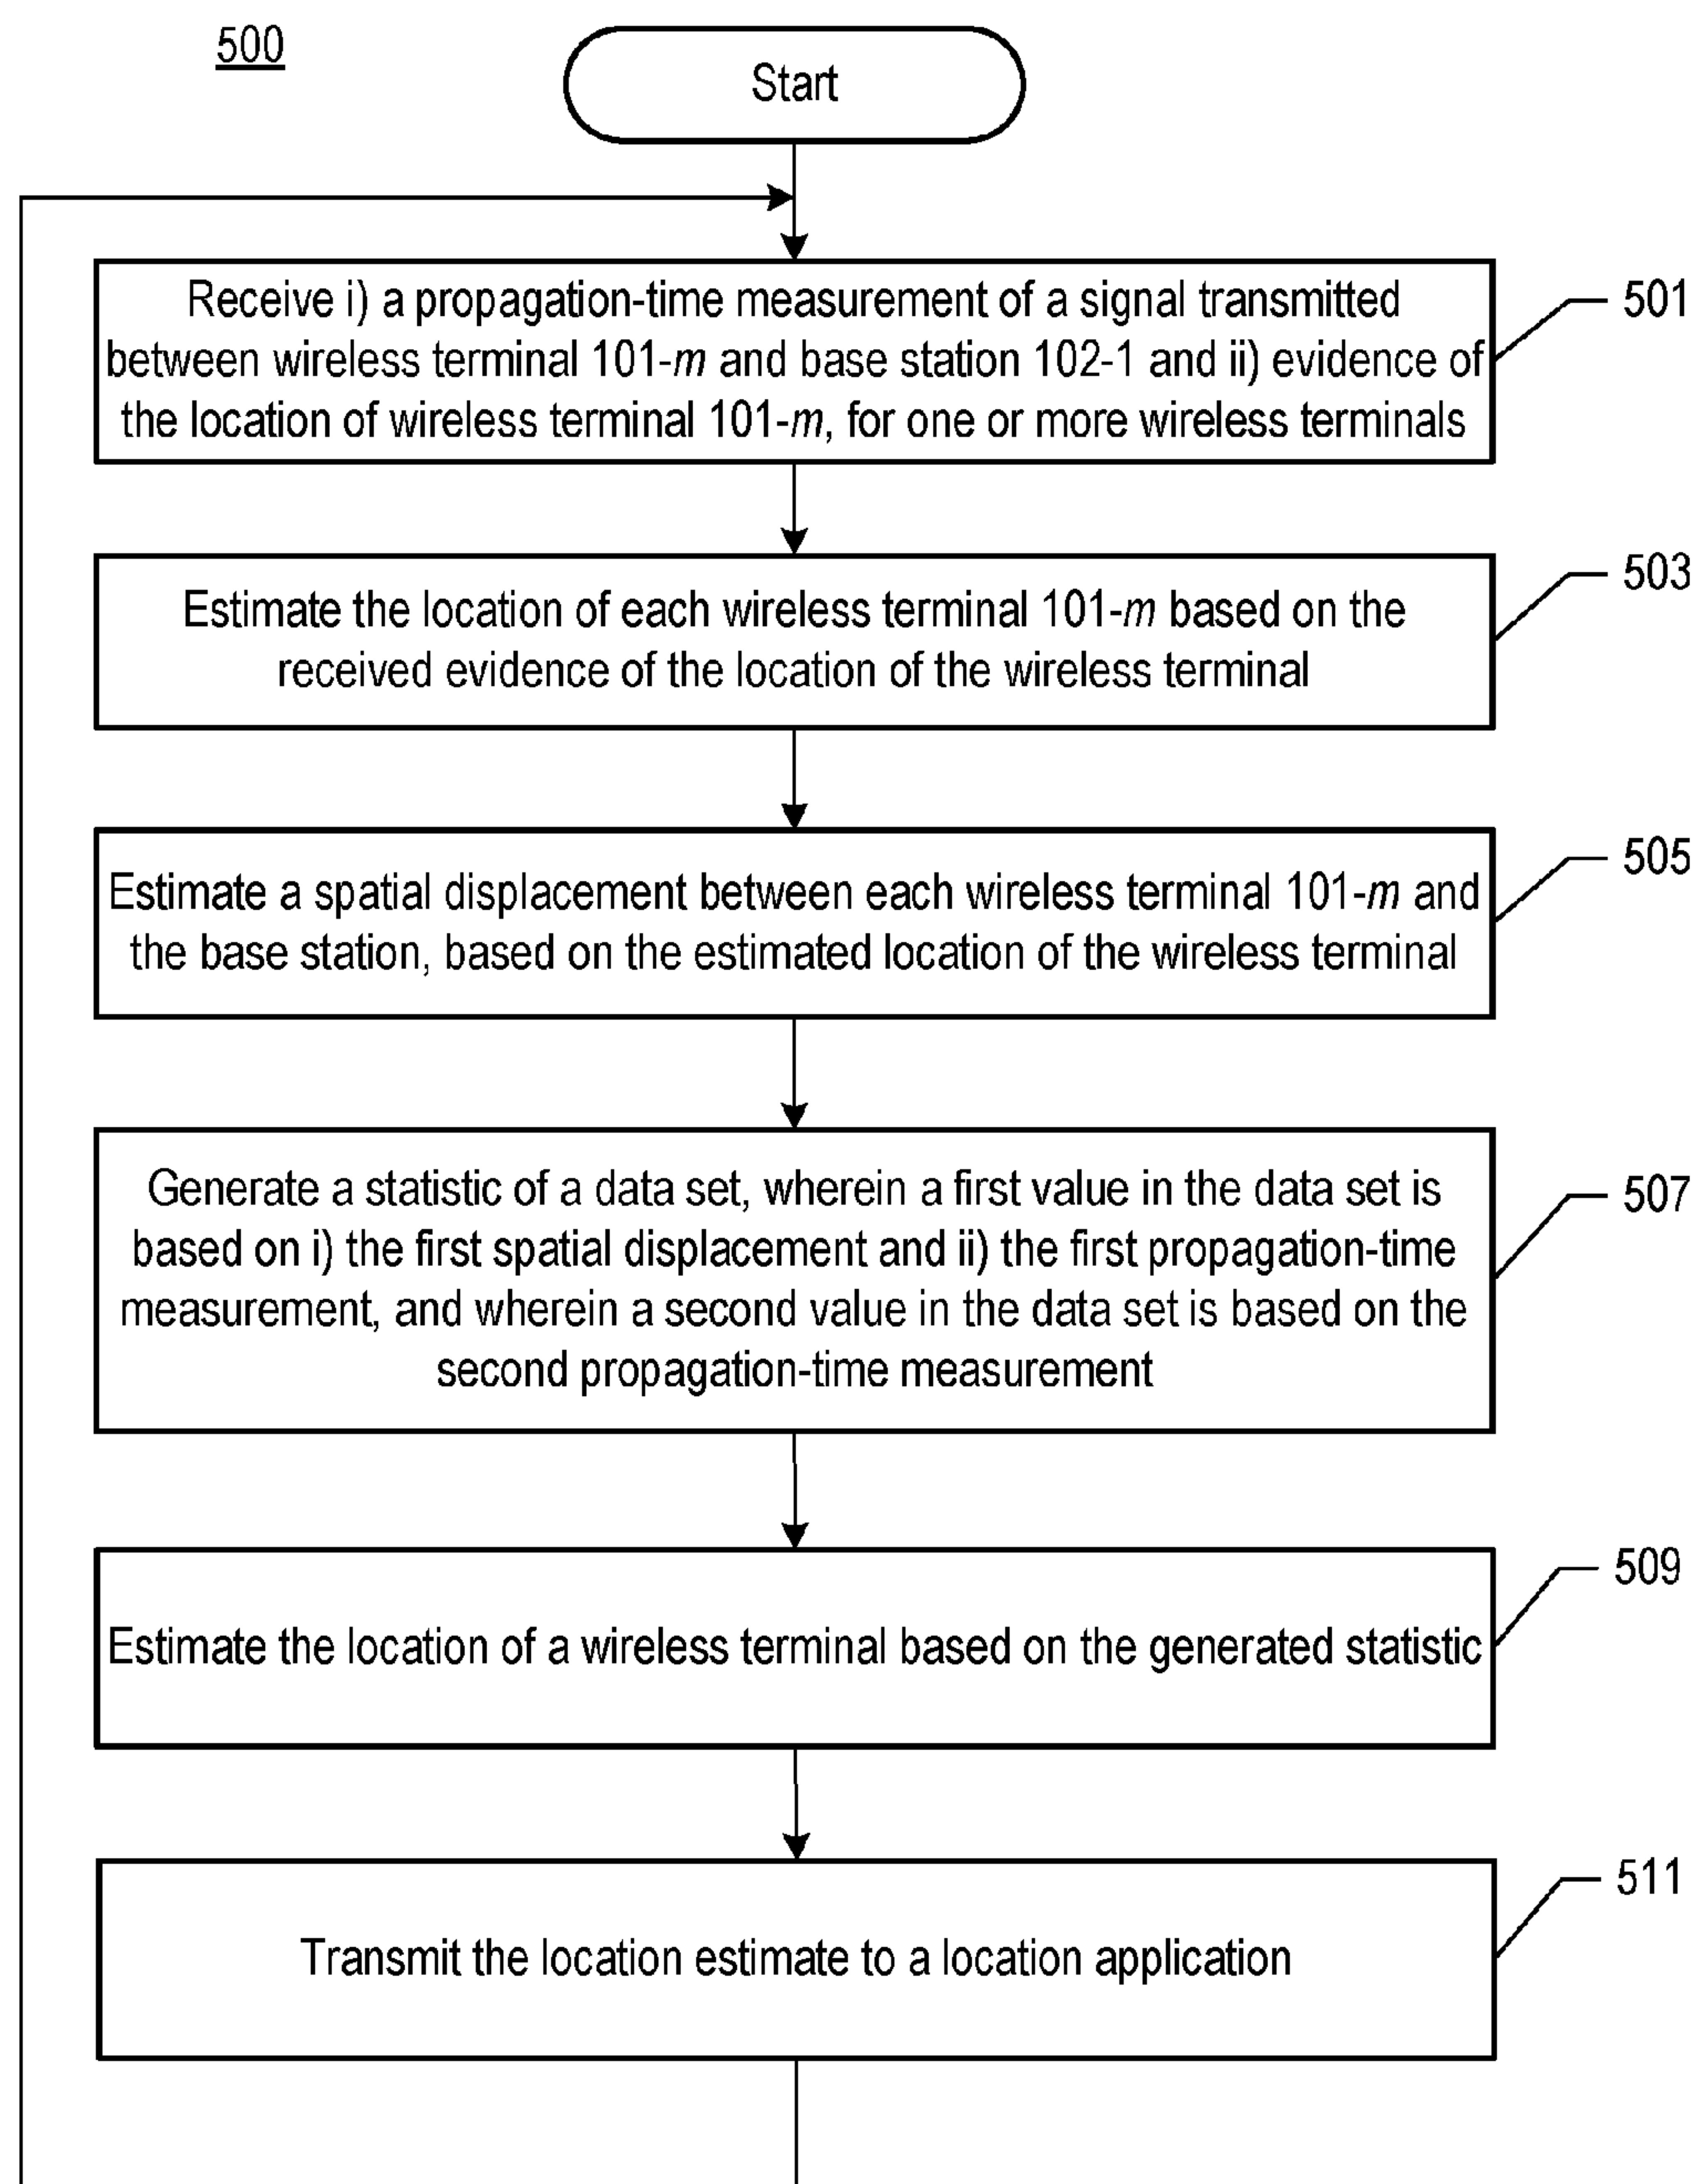 500
Start
Receive i) a propagation-time measurement of a signal transmitted
between wireless terminal 101-m and base station 102-1 and ii) evidence of
the location of wireless terminal 101-m, for one or more wireless terminals
501
Estimate the location of each wireless terminal 101-m based on the
received evidence of the location of the wireless terminal
503
Estimate a spatial displacement between each wireless terminal 101-m and
the base station, based on the estimated location of the wireless terminal
505
Generate a statistic of a data set, wherein a first value in the data set is
based on i) the first spatial displacement and ii) the first propagation-time
measurement, and wherein a second value in the data set is based on the
second propagation-time measurement
507
Estimate the location of a wireless terminal based on the generated statistic
509
Transmit the location estimate to a location application
511